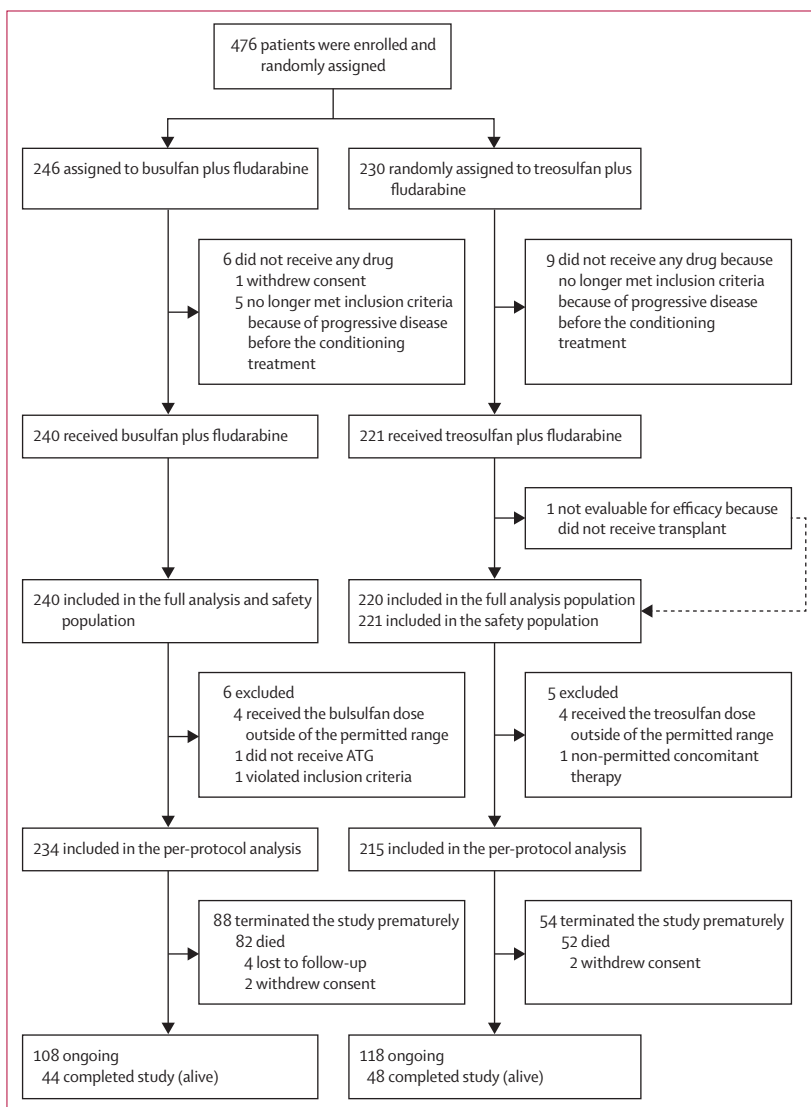 476 patients were enrolled and
randomly assigned
246 assigned to busulfan plus fludarabine
230 randomly assigned to treosulfan plus
fludarabine
6 did not receive any drug
1 withdrew consent
5 no longer met inclusion criteria
because of progressive disease
before the conditioning
treatment
9 did not receive any drug because
no longer met inclusion criteria
because of progressive disease
before the conditioning
treatment
240 received busulfan plus fludarabine
221 received treosulfan plus fludarabine
1 not evaluable for efficacy because
did not receive transplant
240 included in the full analysis and safety
population
220 included in the full analysis population
221 included in the safety population
6 excluded
4 received the bulsulfan dose
outside of the permitted range
1 did not receive ATG
1 violated inclusion criteria
5 excluded
4 received the treosulfan dose
outside of the permitted range
1 non-permitted concomitant
therapy
234 included in the per-protocol analysis
215 included in the per-protocol analysis
88 terminated the study prematurely
82 died
4 lost to follow-up
2 withdrew consent
54 terminated the study prematurely
52 died
2 withdrew consent
108 ongoing
44 completed study (alive)
118 ongoing
48 completed study (alive)